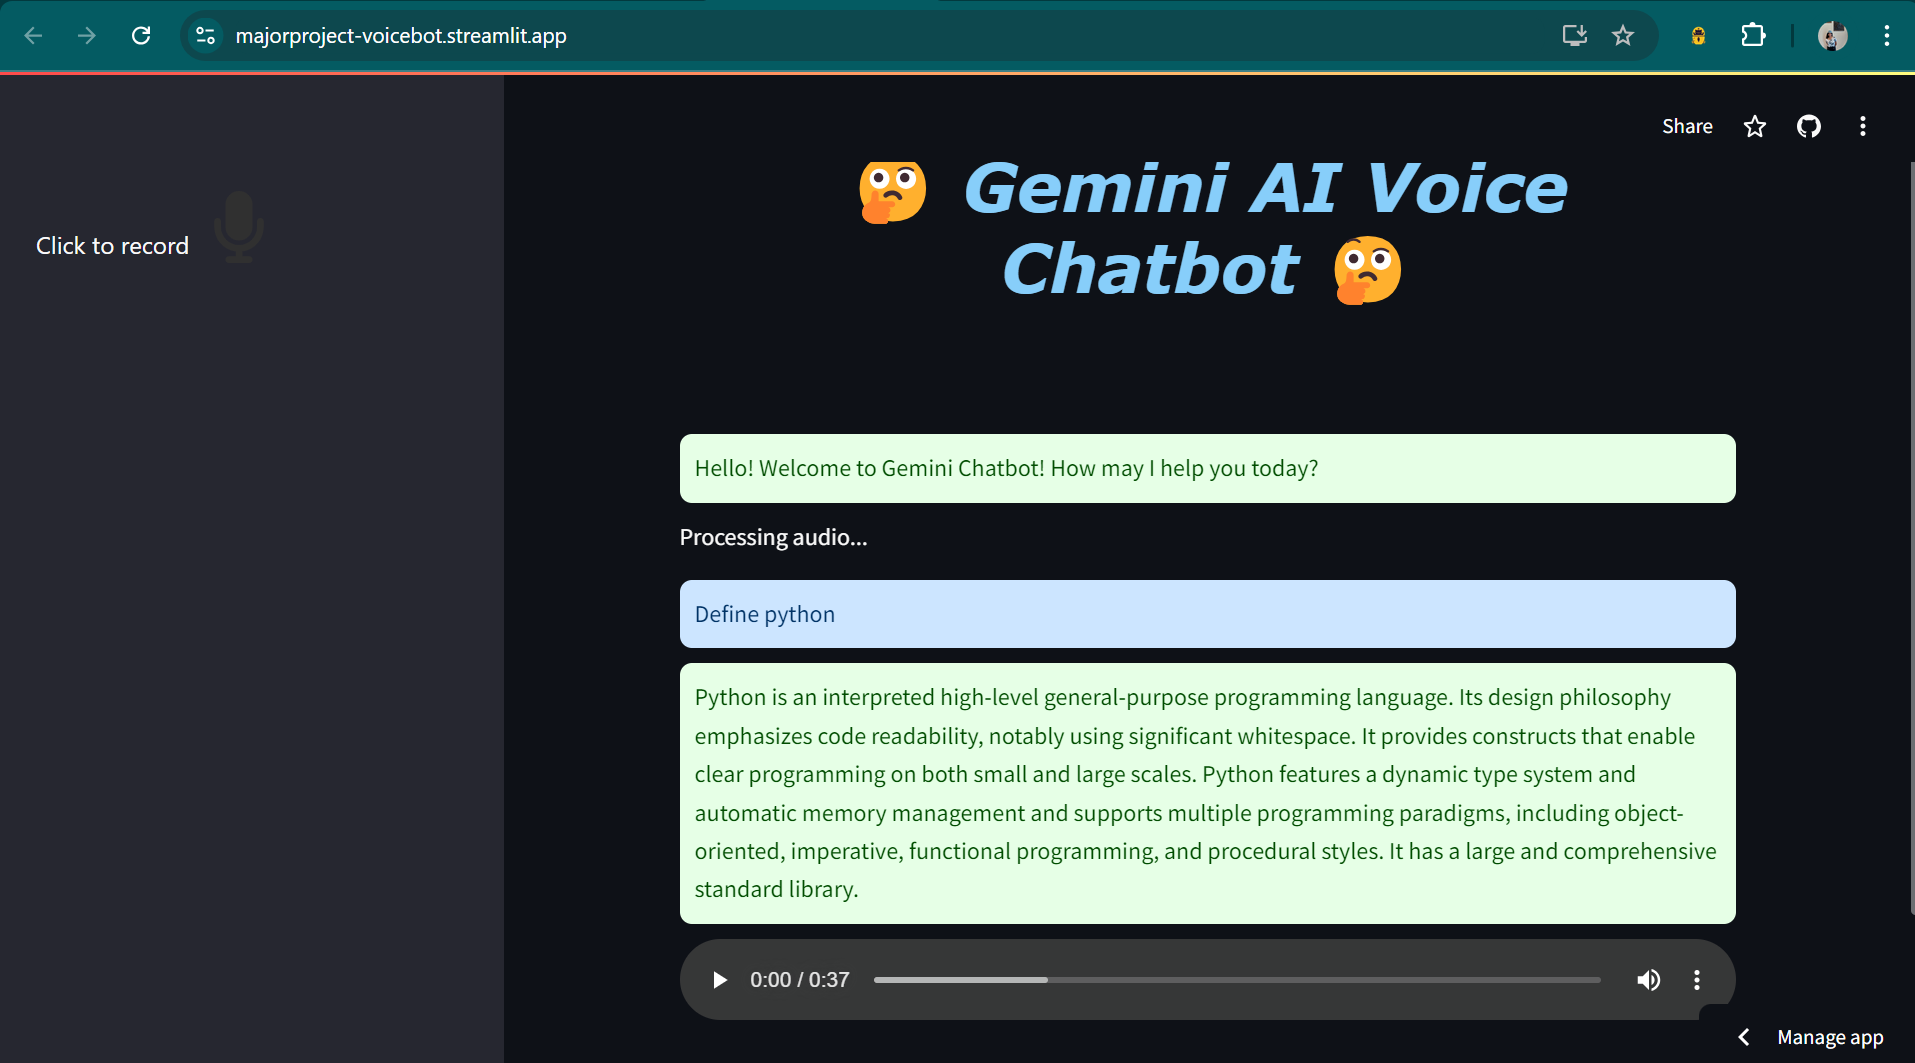 majorproject-voicebot.streamlit.app
Share
🤔 Gemini AI Voice
Chatbot 🤔
Click to record
Hello! Welcome to Gemini Chatbot! How may I help you today?
Processing audio...
Define python
Python is an interpreted high-level general-purpose programming language. Its design philosophy
emphasizes code readability, notably using significant whitespace. It provides constructs that enable
clear programming on both small and large scales. Python features a dynamic type system and
automatic memory management and supports multiple programming paradigms, including object-
oriented, imperative, functional programming, and procedural styles. It has a large and comprehensive
standard library.
0:00 / 0:37
Manage app